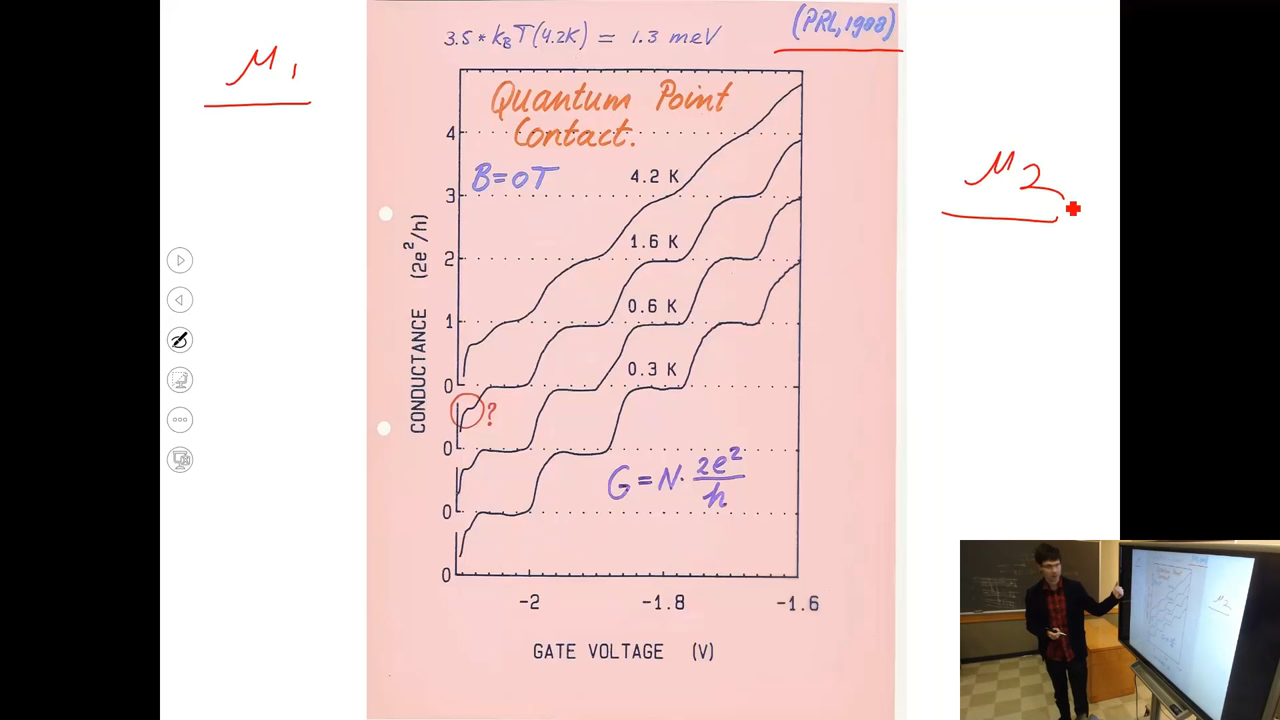 3.5 * k_B T (4.2K) = 1.3 meV
(PRL, 1988)
μ1
μ2
Quantum Point
Contact.
B=0T
4.2 K
1.6 K
0.6 K
0.3 K
CONDUCTANCE (2e²/h)
4
3
2
1
0
0
0
0
?
G = N · 2e²/h
-2
-1.8
-1.6
GATE VOLTAGE (V)